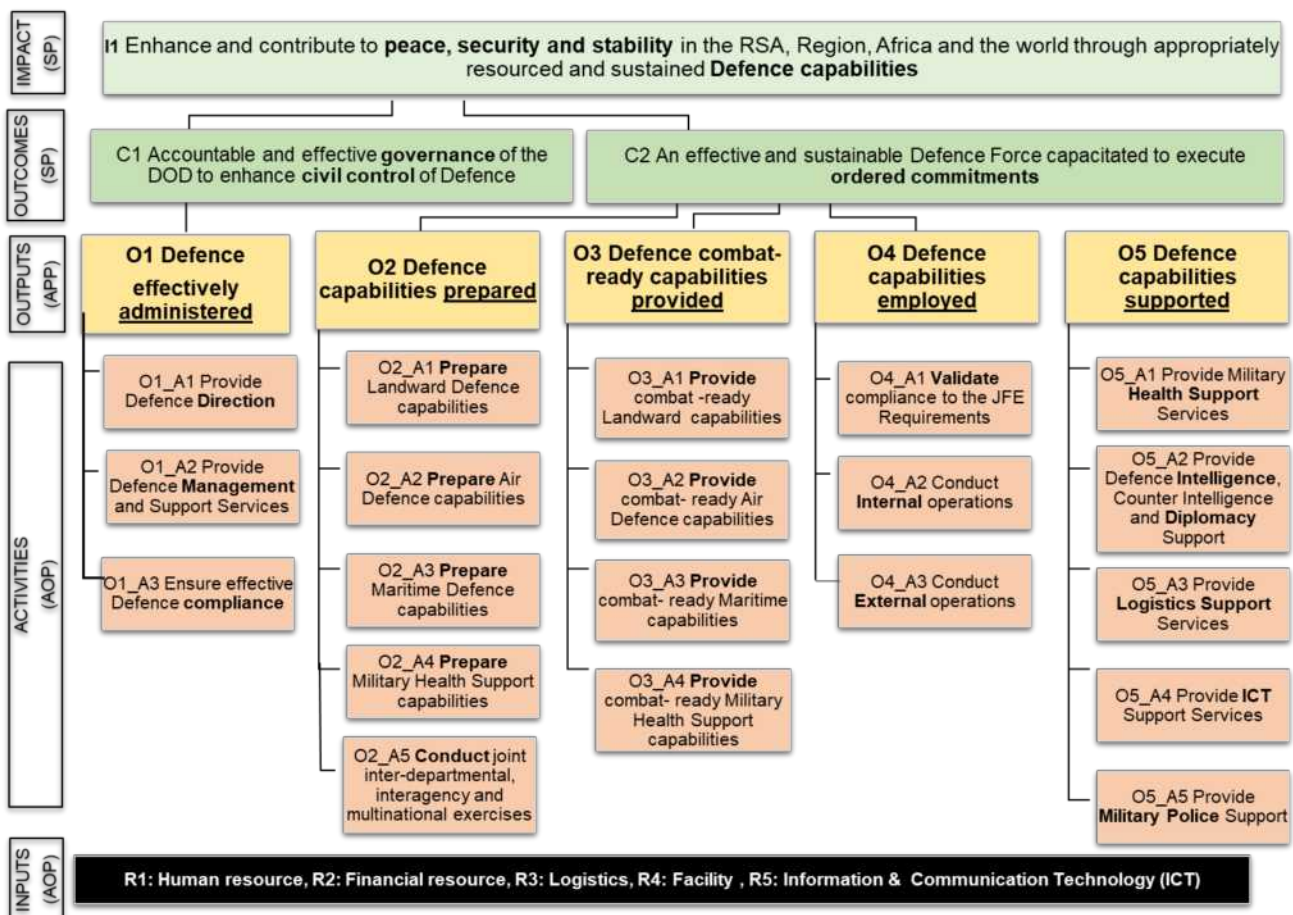 IMPACT
(SP)
I1 Enhance and contribute to peace, security and stability in the RSA, Region, Africa and the world through appropriately
resourced and sustained Defence capabilities
OUTCOMES
(SP)
C1 Accountable and effective governance of the
DOD to enhance civil control of Defence
C2 An effective and sustainable Defence Force capacitated to execute
ordered commitments
OUTPUTS
(APP)
O1 Defence
effectively
administered
O2 Defence
capabilities prepared
O3 Defence combat-
ready capabilities
provided
O4 Defence
capabilities
employed
O5 Defence
capabilities
supported
ACTIVITIES
(AOP)
O1_A1 Provide
Defence Direction
O1_A2 Provide
Defence Management
and Support Services
O1_A3 Ensure effective
Defence compliance
O2_A1 Prepare
Landward Defence
capabilities
O2_A2 Prepare Air
Defence capabilities
O2_A3 Prepare
Maritime Defence
capabilities
O2_A4 Prepare
Military Health Support
capabilities
O2_A5 Conduct joint
inter-departmental,
interagency and
multinational exercises
O3_A1 Provide
combat -ready
Landward capabilities
O3_A2 Provide
combat- ready Air
Defence capabilities
O3_A3 Provide
combat- ready Maritime
capabilities
O3_A4 Provide
combat- ready Military
Health Support
capabilities
O4_A1 Validate
compliance to the JFE
Requirements
O4_A2 Conduct
Internal operations
O4_A3 Conduct
External operations
O5_A1 Provide Military
Health Support
Services
O5_A2 Provide
Defence Intelligence,
Counter Intelligence
and Diplomacy
Support
O5_A3 Provide
Logistics Support
Services
O5_A4 Provide ICT
Support Services
O5_A5 Provide
Military Police Support
INPUTS
(AOP)
R1: Human resource, R2: Financial resource, R3: Logistics, R4: Facility , R5: Information & Communication Technology (ICT)